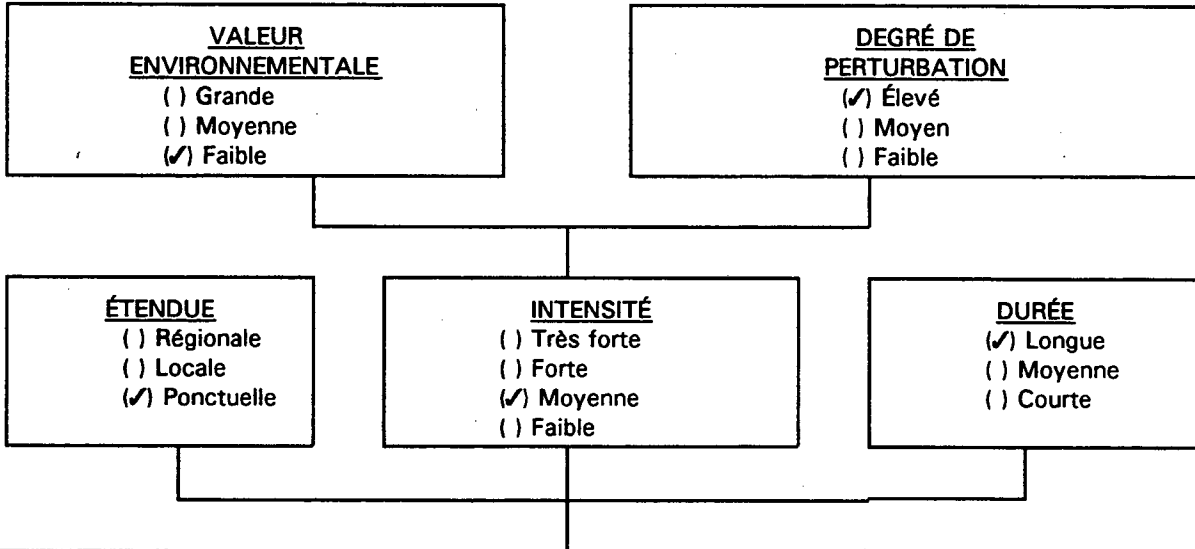 VALEUR
ENVIRONNEMENTALE
( ) Grande
( ) Moyenne
(✓) Faible
DEGRÉ DE
PERTURBATION
(✓) Élevé
( ) Moyen
( ) Faible
ÉTENDUE
( ) Régionale
( ) Locale
(✓) Ponctuelle
INTENSITÉ
( ) Très forte
( ) Forte
(✓) Moyenne
( ) Faible
DURÉE
(✓) Longue
( ) Moyenne
( ) Courte